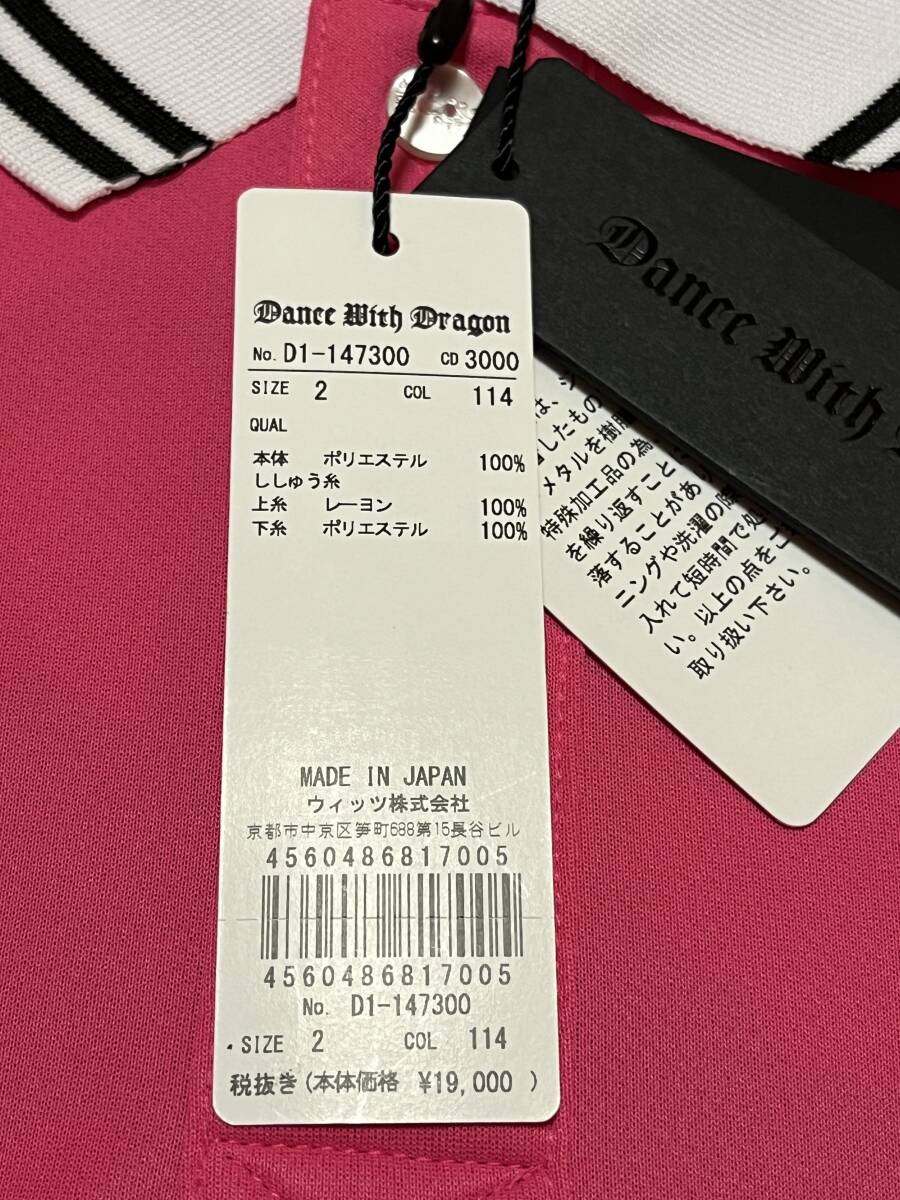 Dance With Dragon
No. D1-147300 CD 3000
SIZE 2 COL 114
QUAL
本体 ポリエステル 100%
ししゅう糸
上糸 レーヨン 100%
下糸 ポリエステル 100%
MADE IN JAPAN
ウィッツ株式会社
京都市中京区笋町688第15長谷ビル
4560486817005
4560486817005
No. D1-147300
SIZE 2 COL 114
税抜き(本体価格 ¥19,000 )
Dance With
は、
したもの
メタルを樹脂
特殊加工品の為
を繰り返すこと
落することがあ
ニングや洗濯の際
入れて短時間で処
い。以上の点をご
取り扱い下さい。